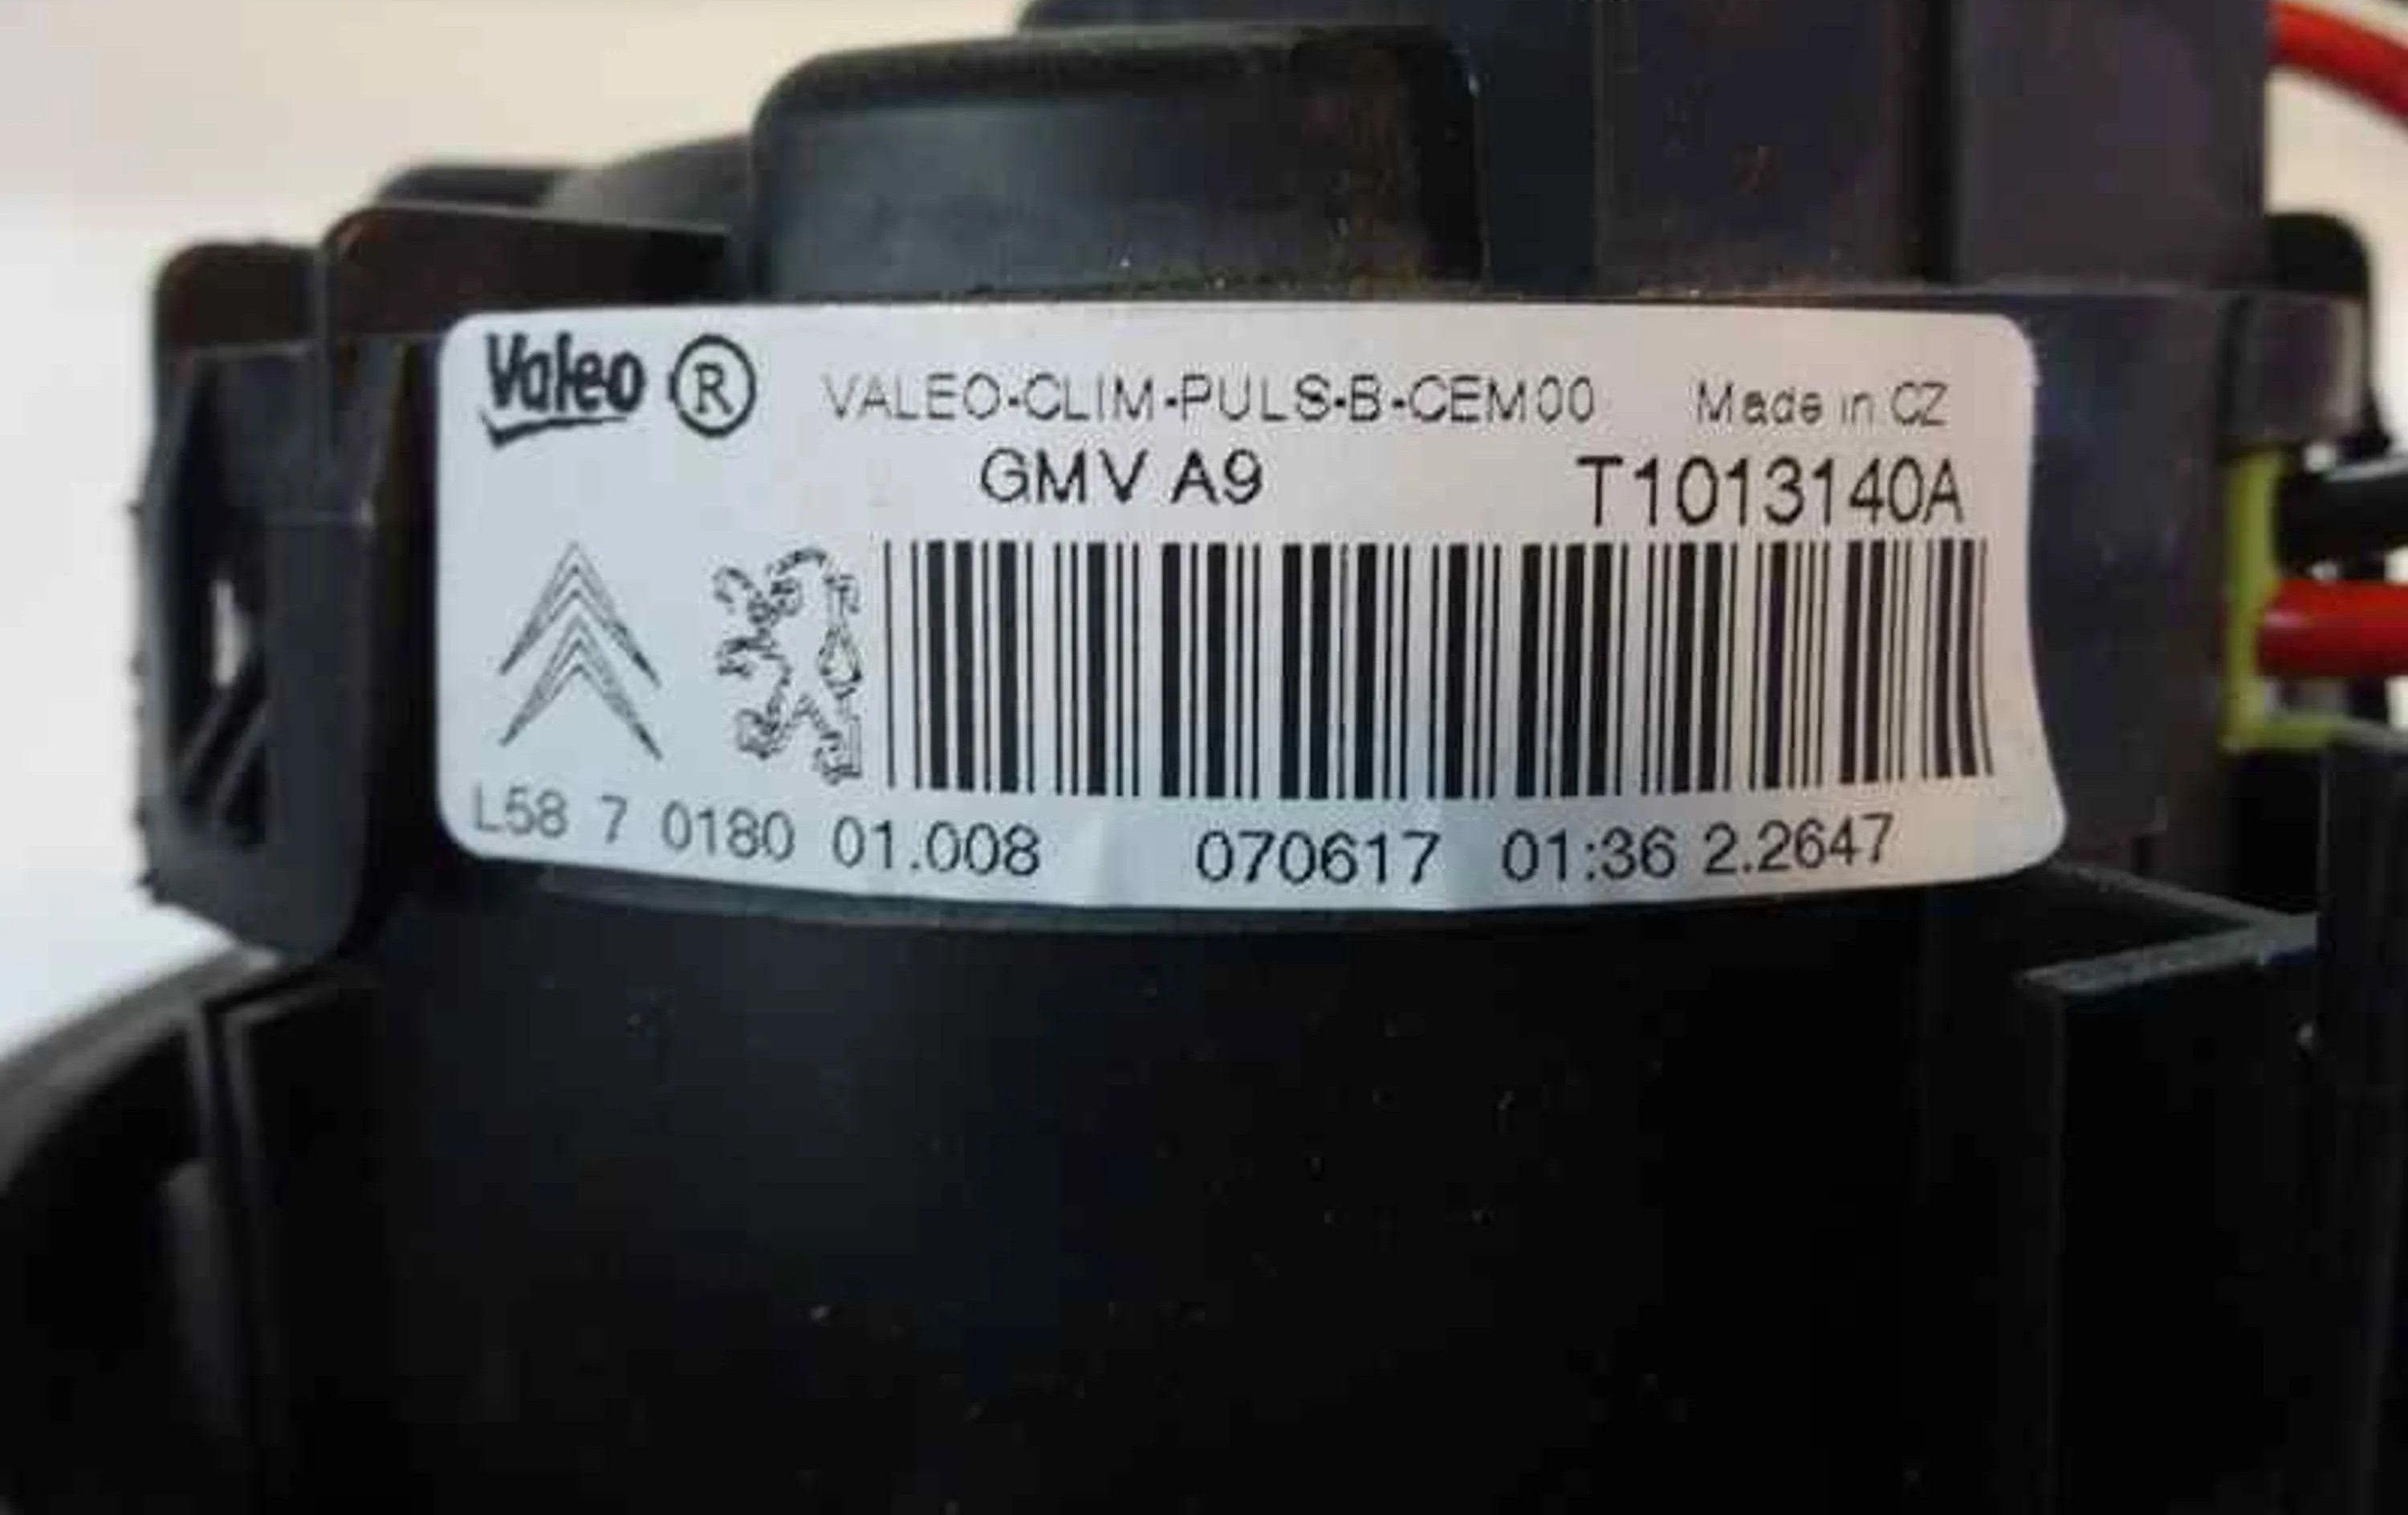 Valeo ® VALEO-CLIM-PULS-B-CEM00 Made in CZ
GMV A9 T1013140A
L58 7 0180 01.008 070617 01:36 2.2647